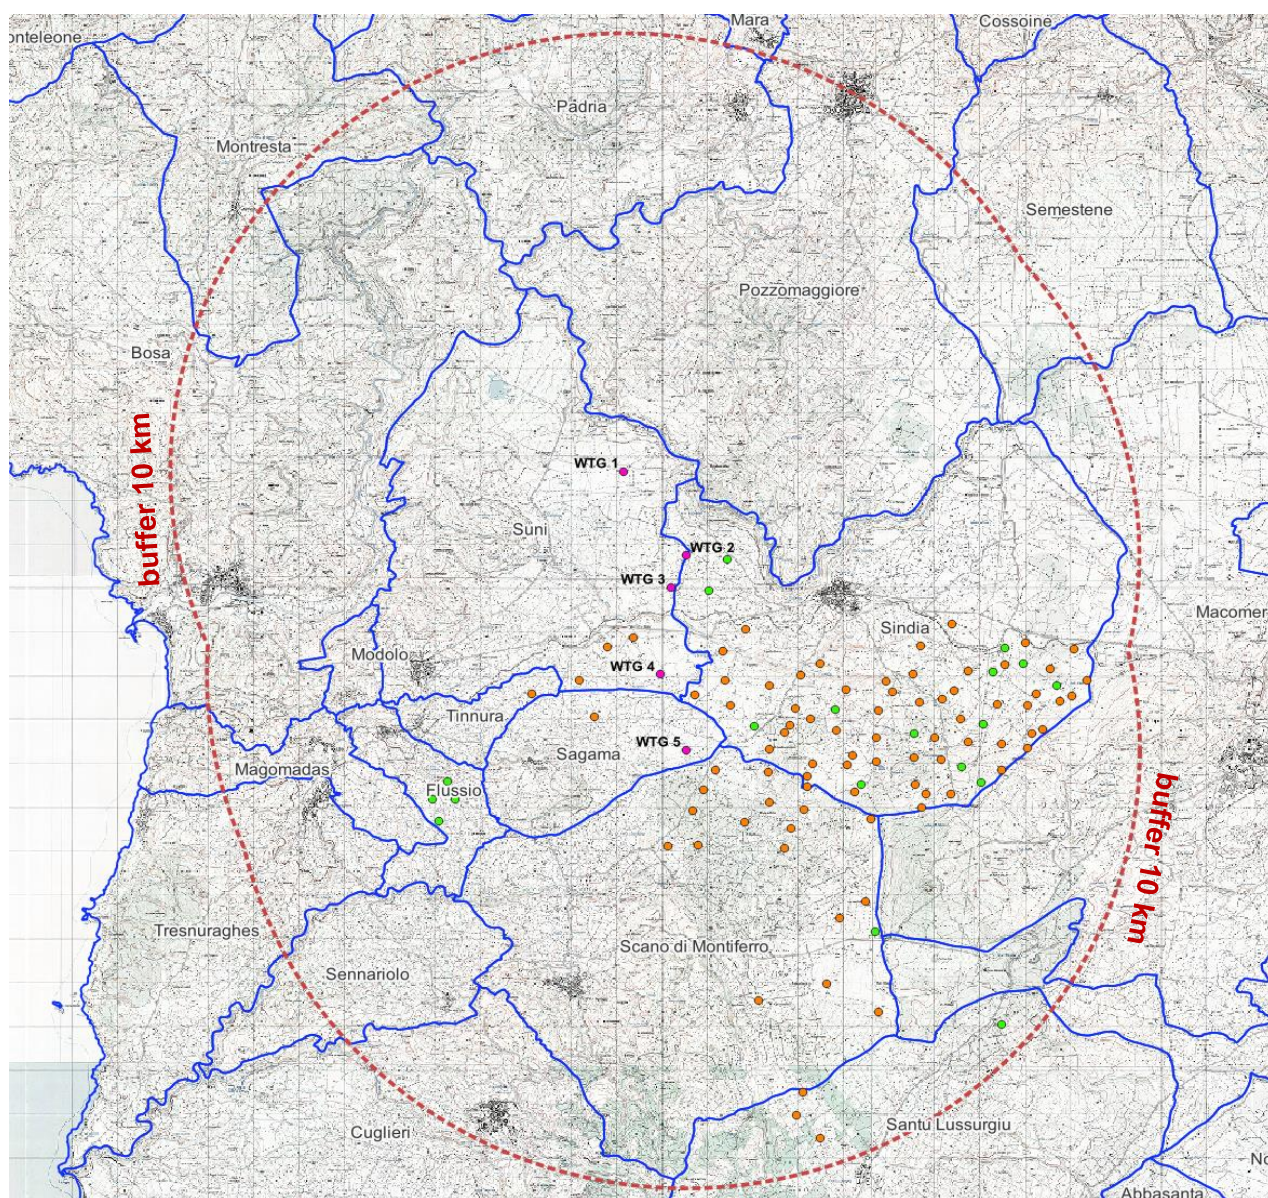 Mara
Cossoine
onteleone
Padria
Montresta
Semestene
Pozzomaggiore
Bosa
buffer 10 km
WTG 1
Suni
WTG 2
WTG 3
Macomer
Sindia
Modolo
WTG 4
Tinnura
WTG 5
Sagama
Magomadas
Flussio
buffer 10 km
Tresnuraghes
Scano di Montiferro
Sennariolo
Santu Lussurgiu
Cuglieri
No
Abbasanta